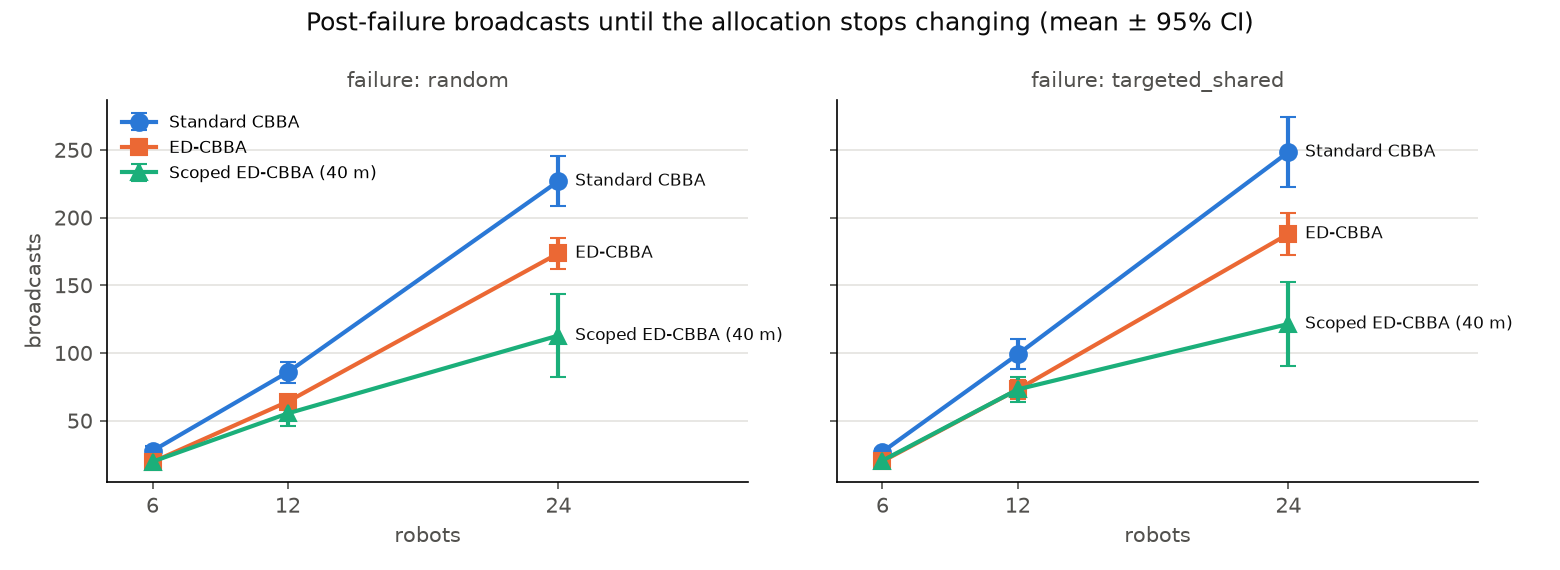 Post-failure broadcasts until the allocation stops changing (mean ± 95% CI)
failure: random
Standard CBBA
ED-CBBA
Scoped ED-CBBA (40 m)
250
200
150
100
50
broadcasts
Standard CBBA
ED-CBBA
Scoped ED-CBBA (40 m)
6
12
24
robots
failure: targeted_shared
Standard CBBA
ED-CBBA
Scoped ED-CBBA (40 m)
6
12
24
robots